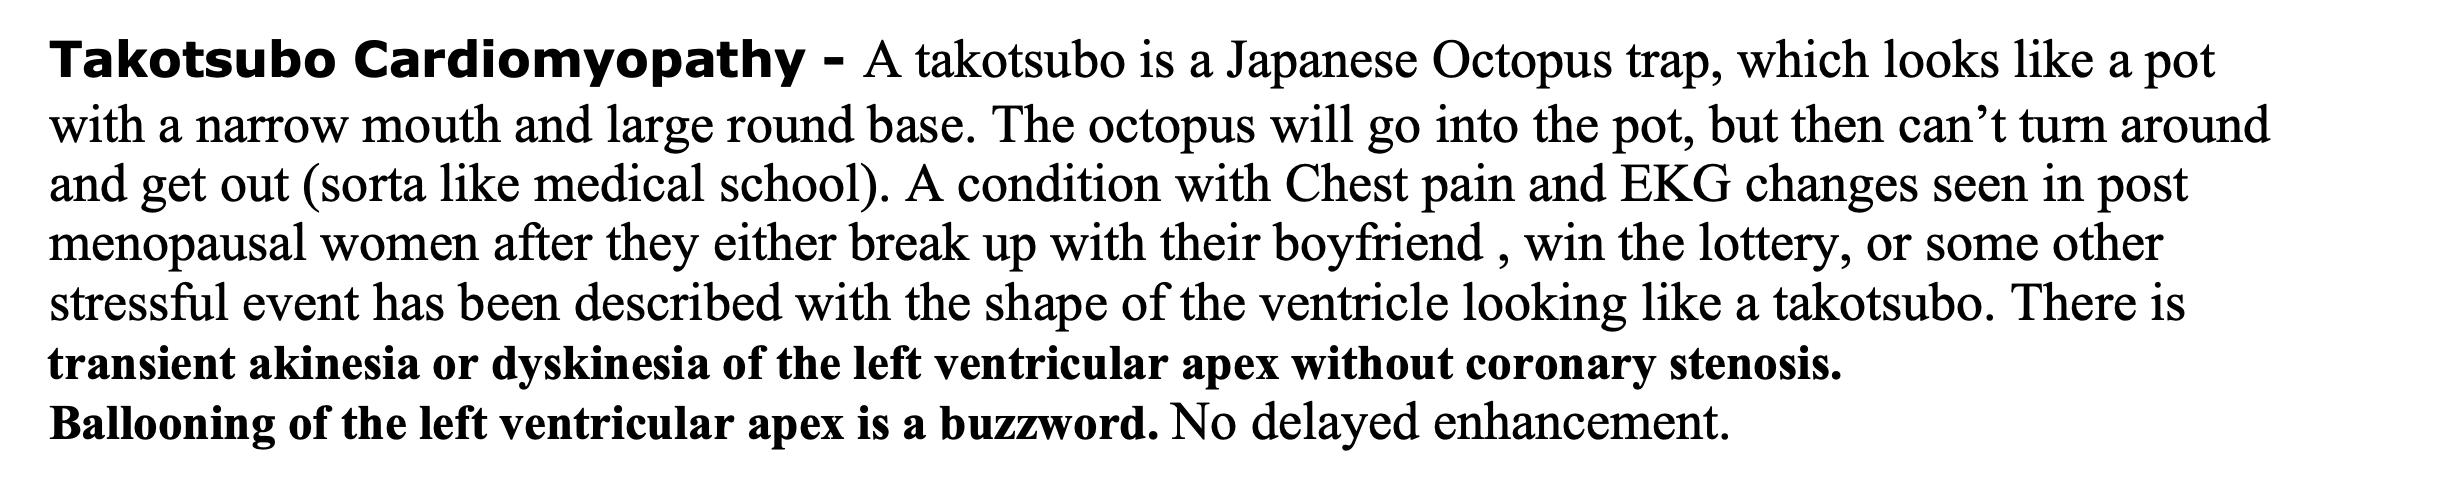 Takotsubo Cardiomyopathy - A takotsubo is a Japanese Octopus trap, which looks like a pot
with a narrow mouth and large round base. The octopus will go into the pot, but then can’t turn around
and get out (sorta like medical school). A condition with Chest pain and EKG changes seen in post
menopausal women after they either break up with their boyfriend , win the lottery, or some other
stressful event has been described with the shape of the ventricle looking like a takotsubo. There is
transient akinesia or dyskinesia of the left ventricular apex without coronary stenosis.
Ballooning of the left ventricular apex is a buzzword. No delayed enhancement.